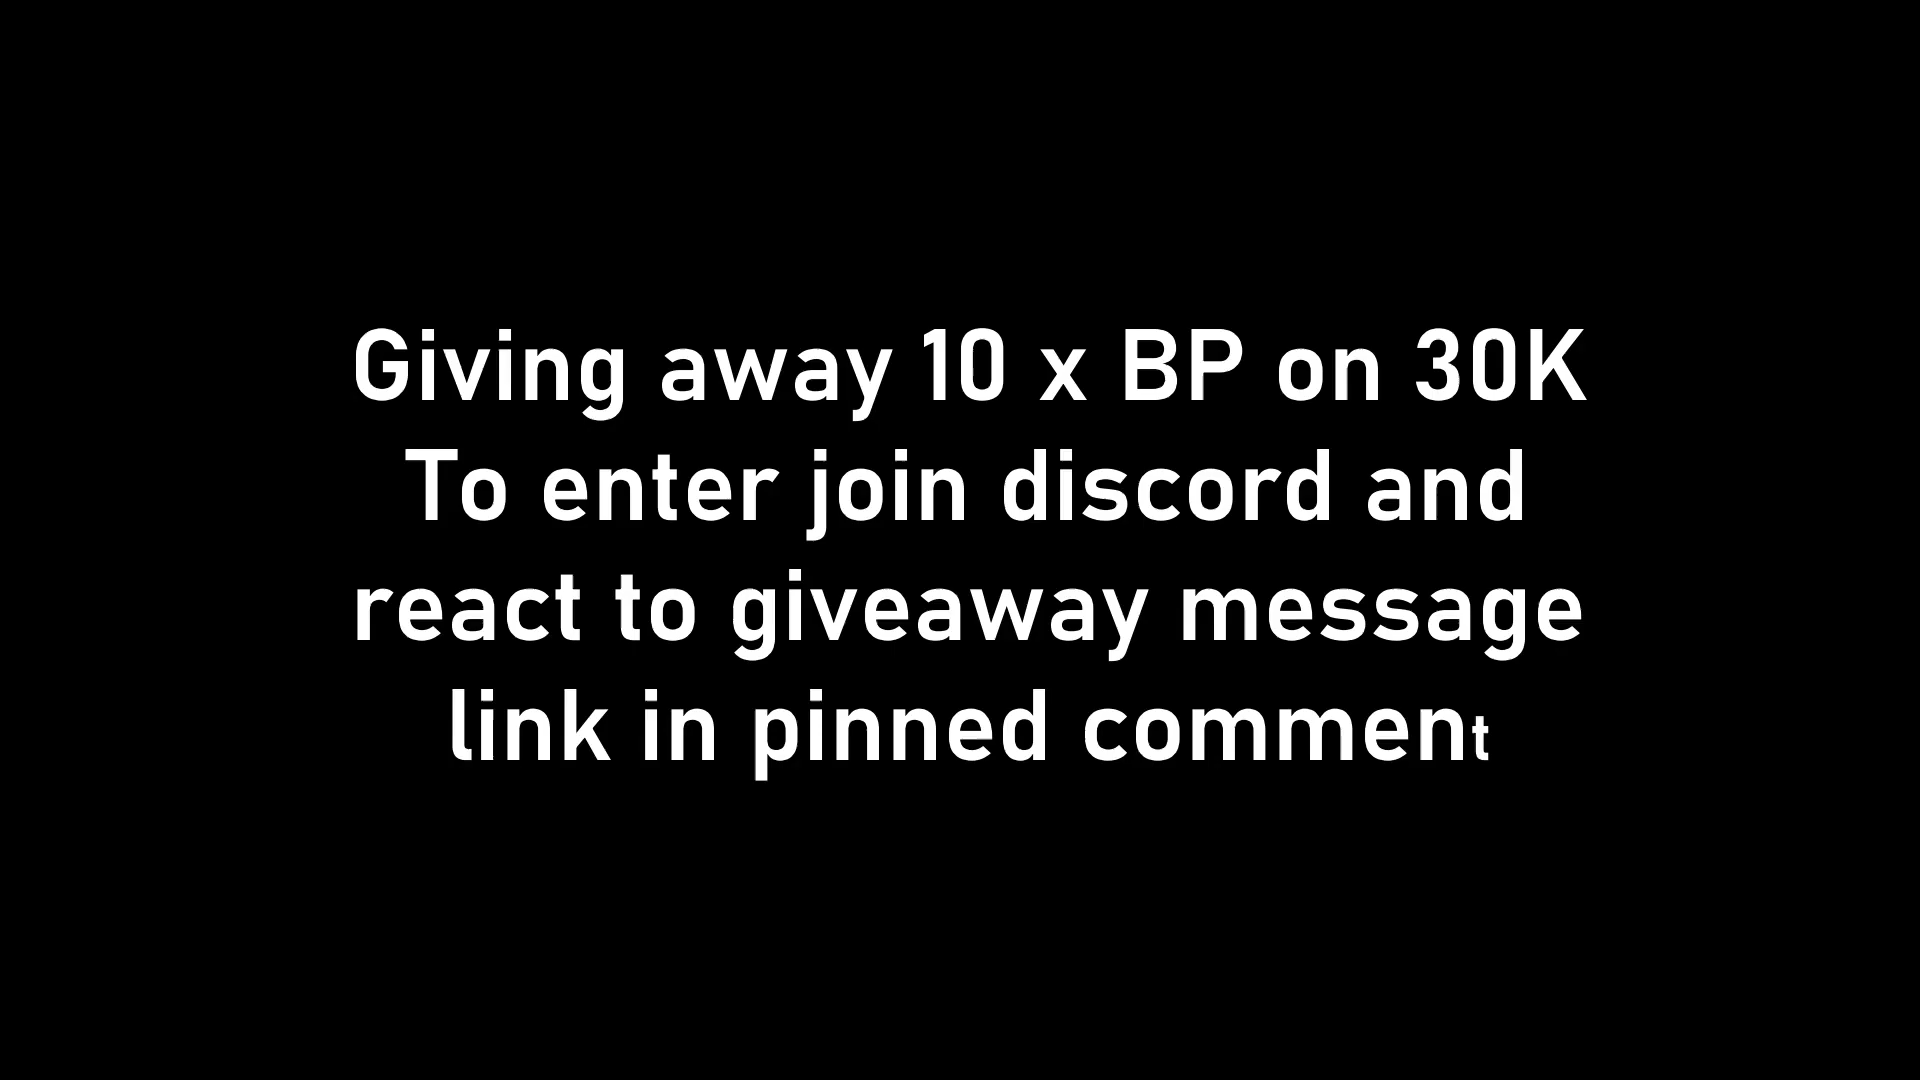 Giving away 10 x BP on 30K
To enter join discord and
react to giveaway message
link in pinned comment